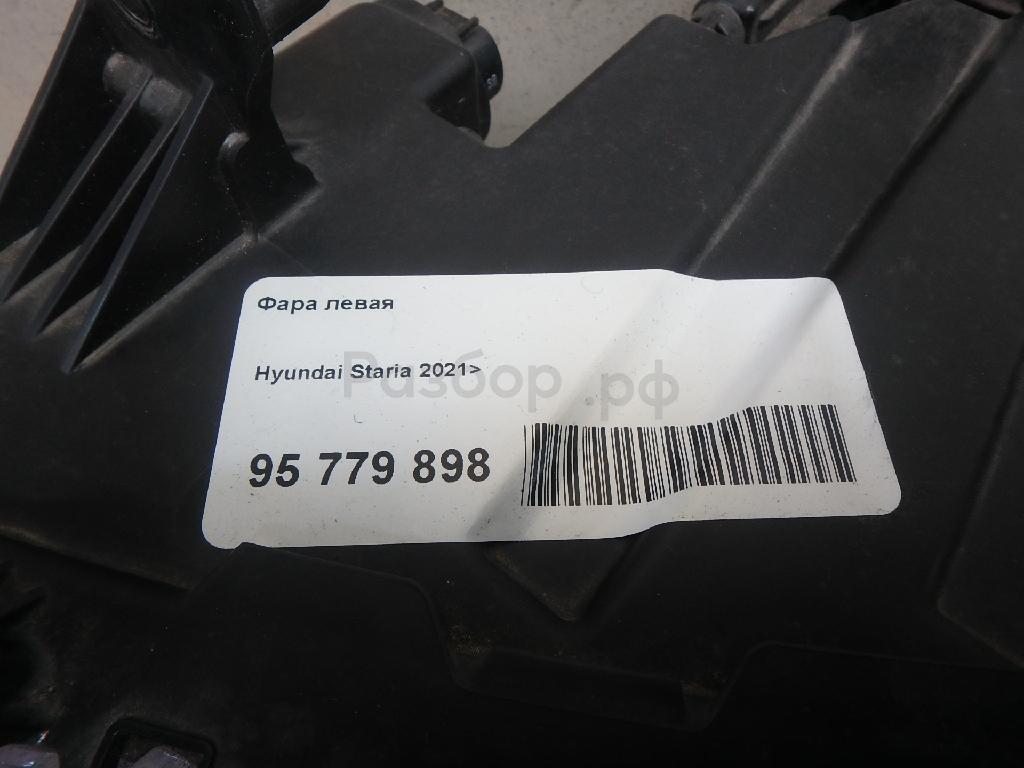 Фара левая
Hyundai Staria 2021>
Разбор рф
95 779 898